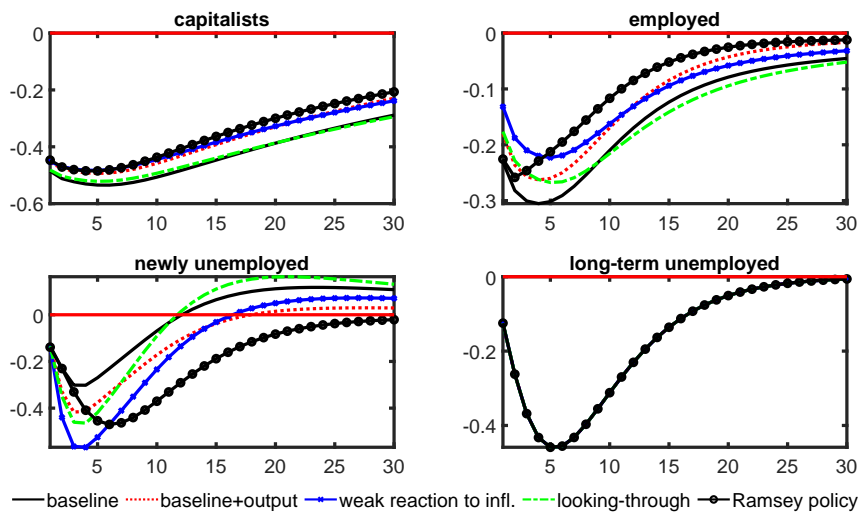 capitalists
employed
0
-0.2
-0.4
-0.6
5 10 15 20 25 30
0
-0.1
-0.2
-0.3
5 10 15 20 25 30
newly unemployed
long-term unemployed
0
-0.2
-0.4
5 10 15 20 25 30
0
-0.2
-0.4
5 10 15 20 25 30
baseline baseline+output weak reaction to infl. looking-through Ramsey policy